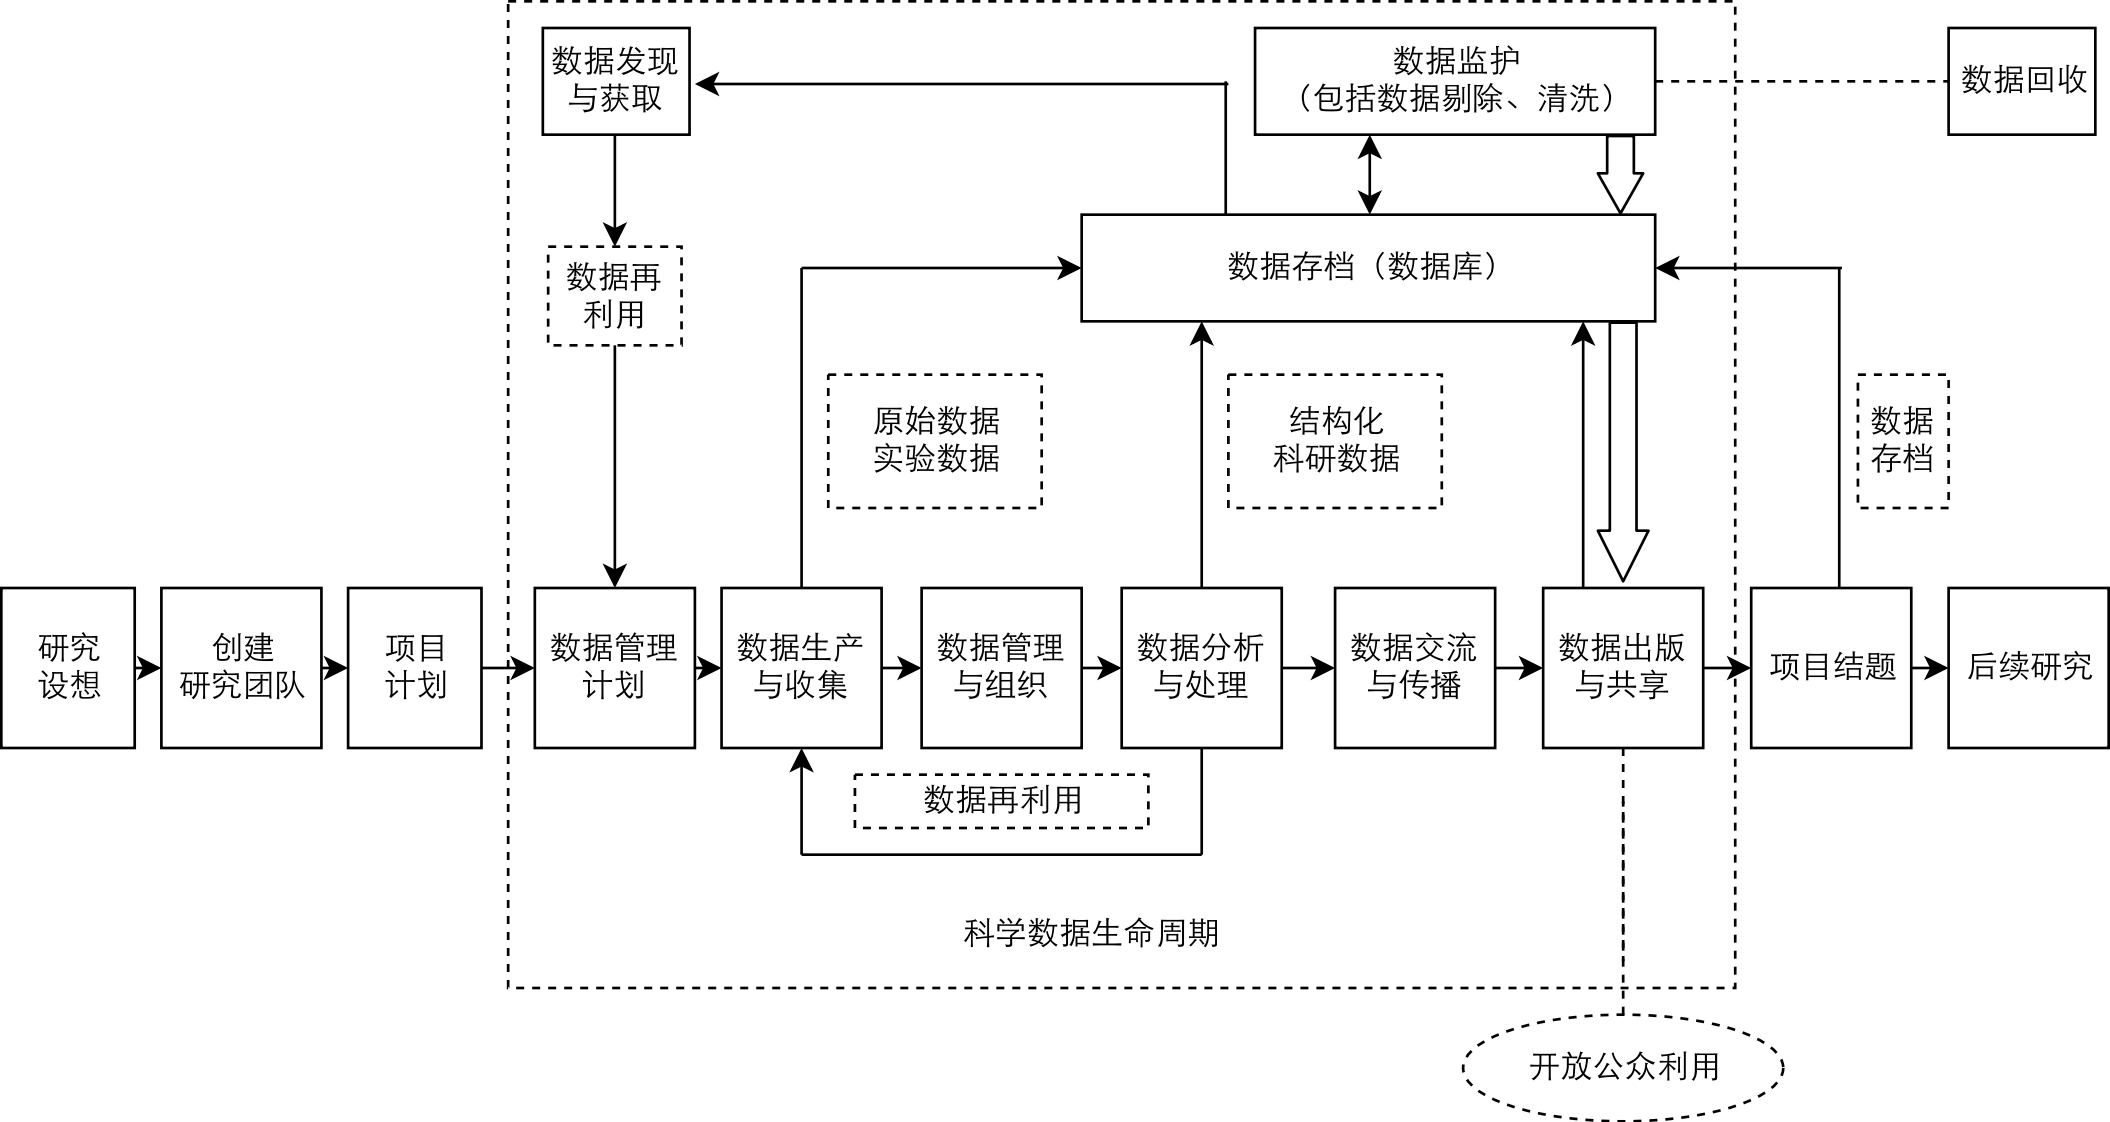 数据发现
与获取
数据监护
（包括数据剔除、清洗）
数据回收
数据再
利用
数据存档（数据库）
原始数据
实验数据
结构化
科研数据
数据
存档
研究
设想
创建
研究团队
项目
计划
数据管理
计划
数据生产
与收集
数据管理
与组织
数据分析
与处理
数据交流
与传播
数据出版
与共享
项目结题
后续研究
数据再利用
科学数据生命周期
开放公众利用